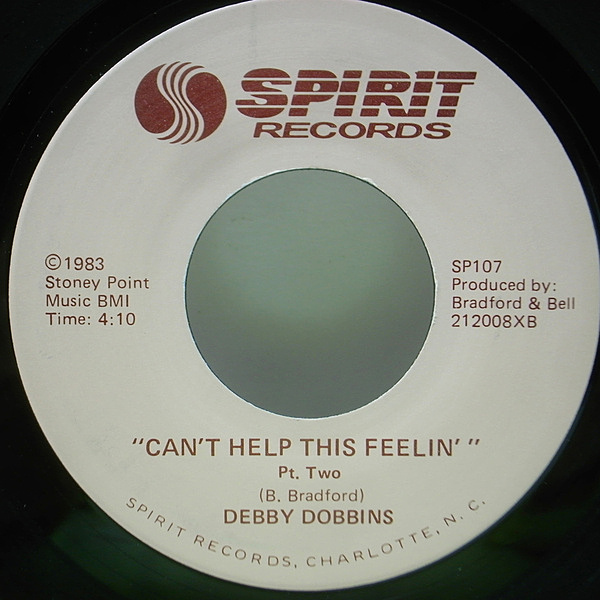 SPIRIT
RECORDS
©1983
Stoney Point
Music BMI
Time: 4:10
SP107
Produced by:
Bradford & Bell
212008XB
"CAN'T HELP THIS FEELIN' "
Pt. Two
(B. Bradford)
DEBBY DOBBINS
SPIRIT RECORDS, CHARLOTTE, N. C.